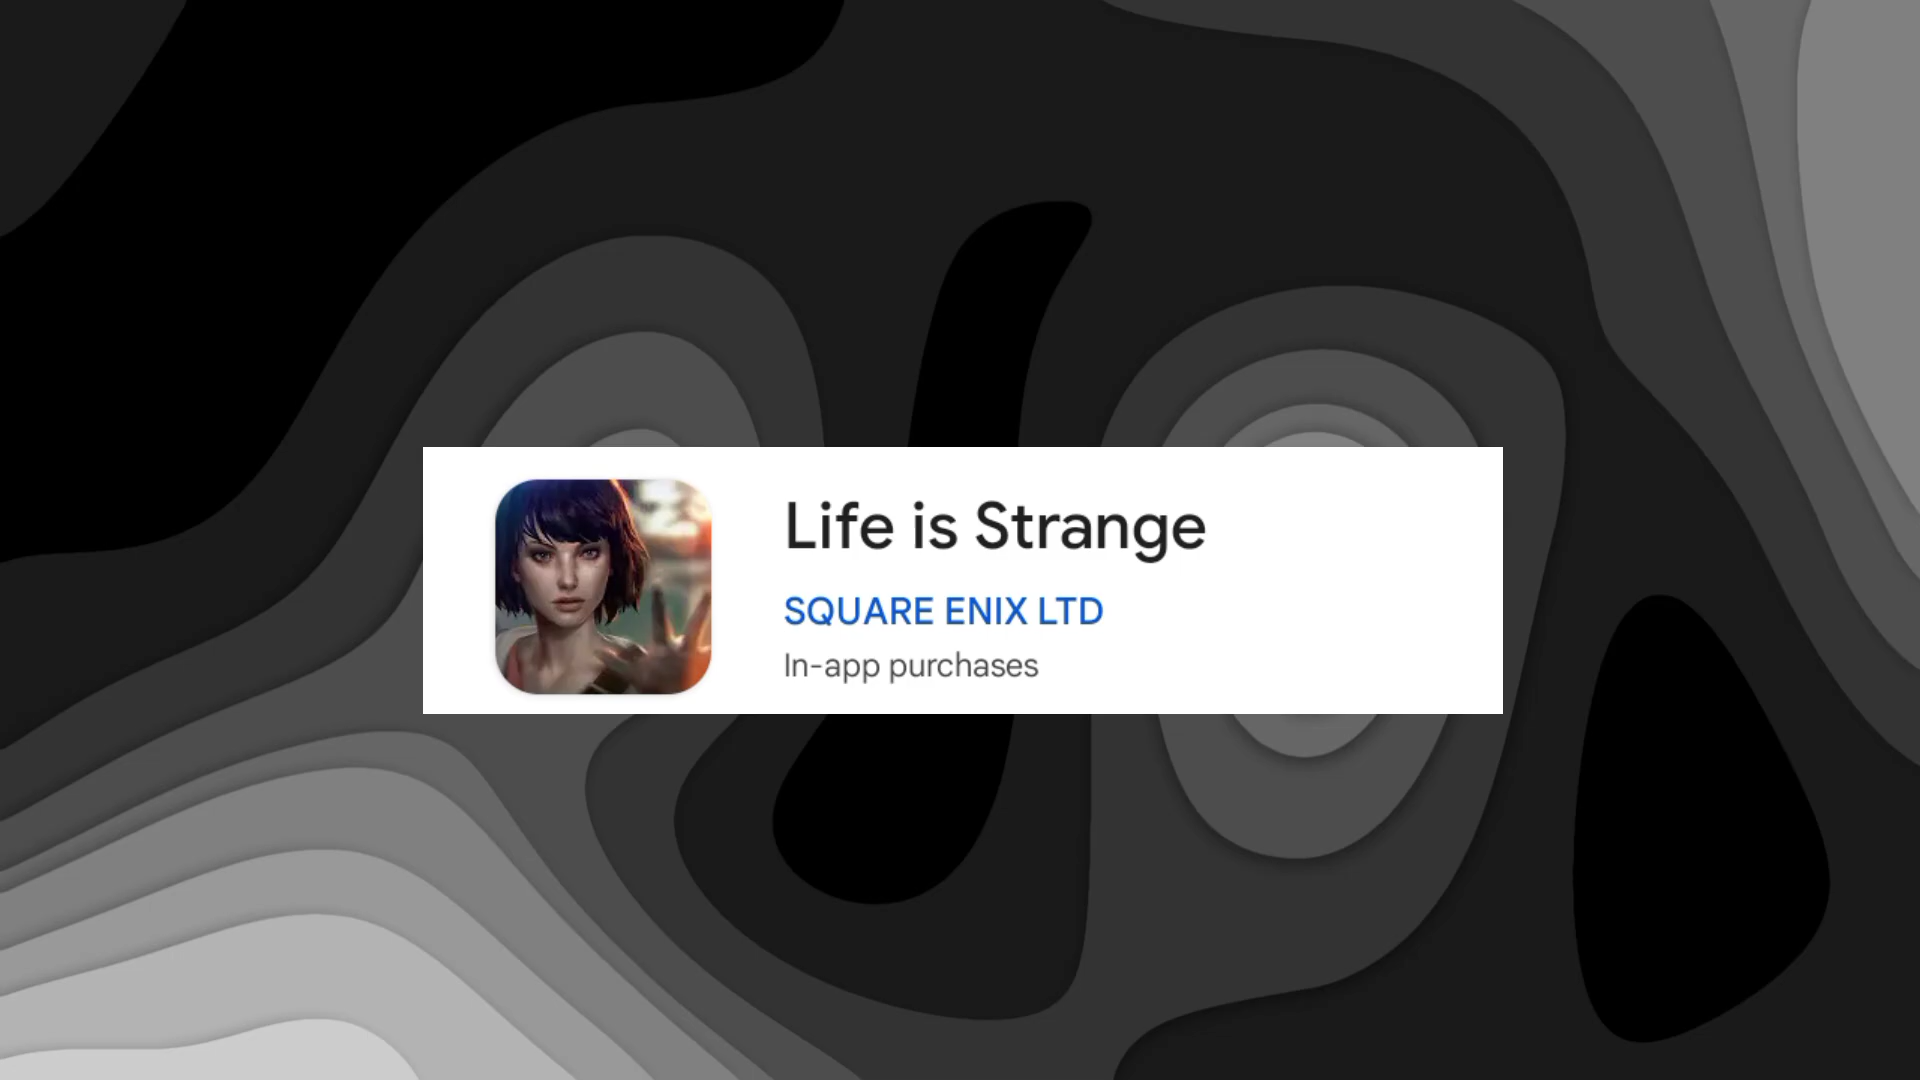 Life is Strange
SQUARE ENIX LTD
In-app purchases